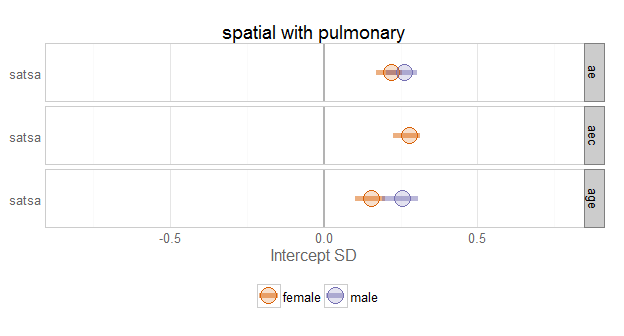 spatial with pulmonary
satsa
ae
satsa
aec
satsa
age
-0.5 0.0 0.5
Intercept SD
female male